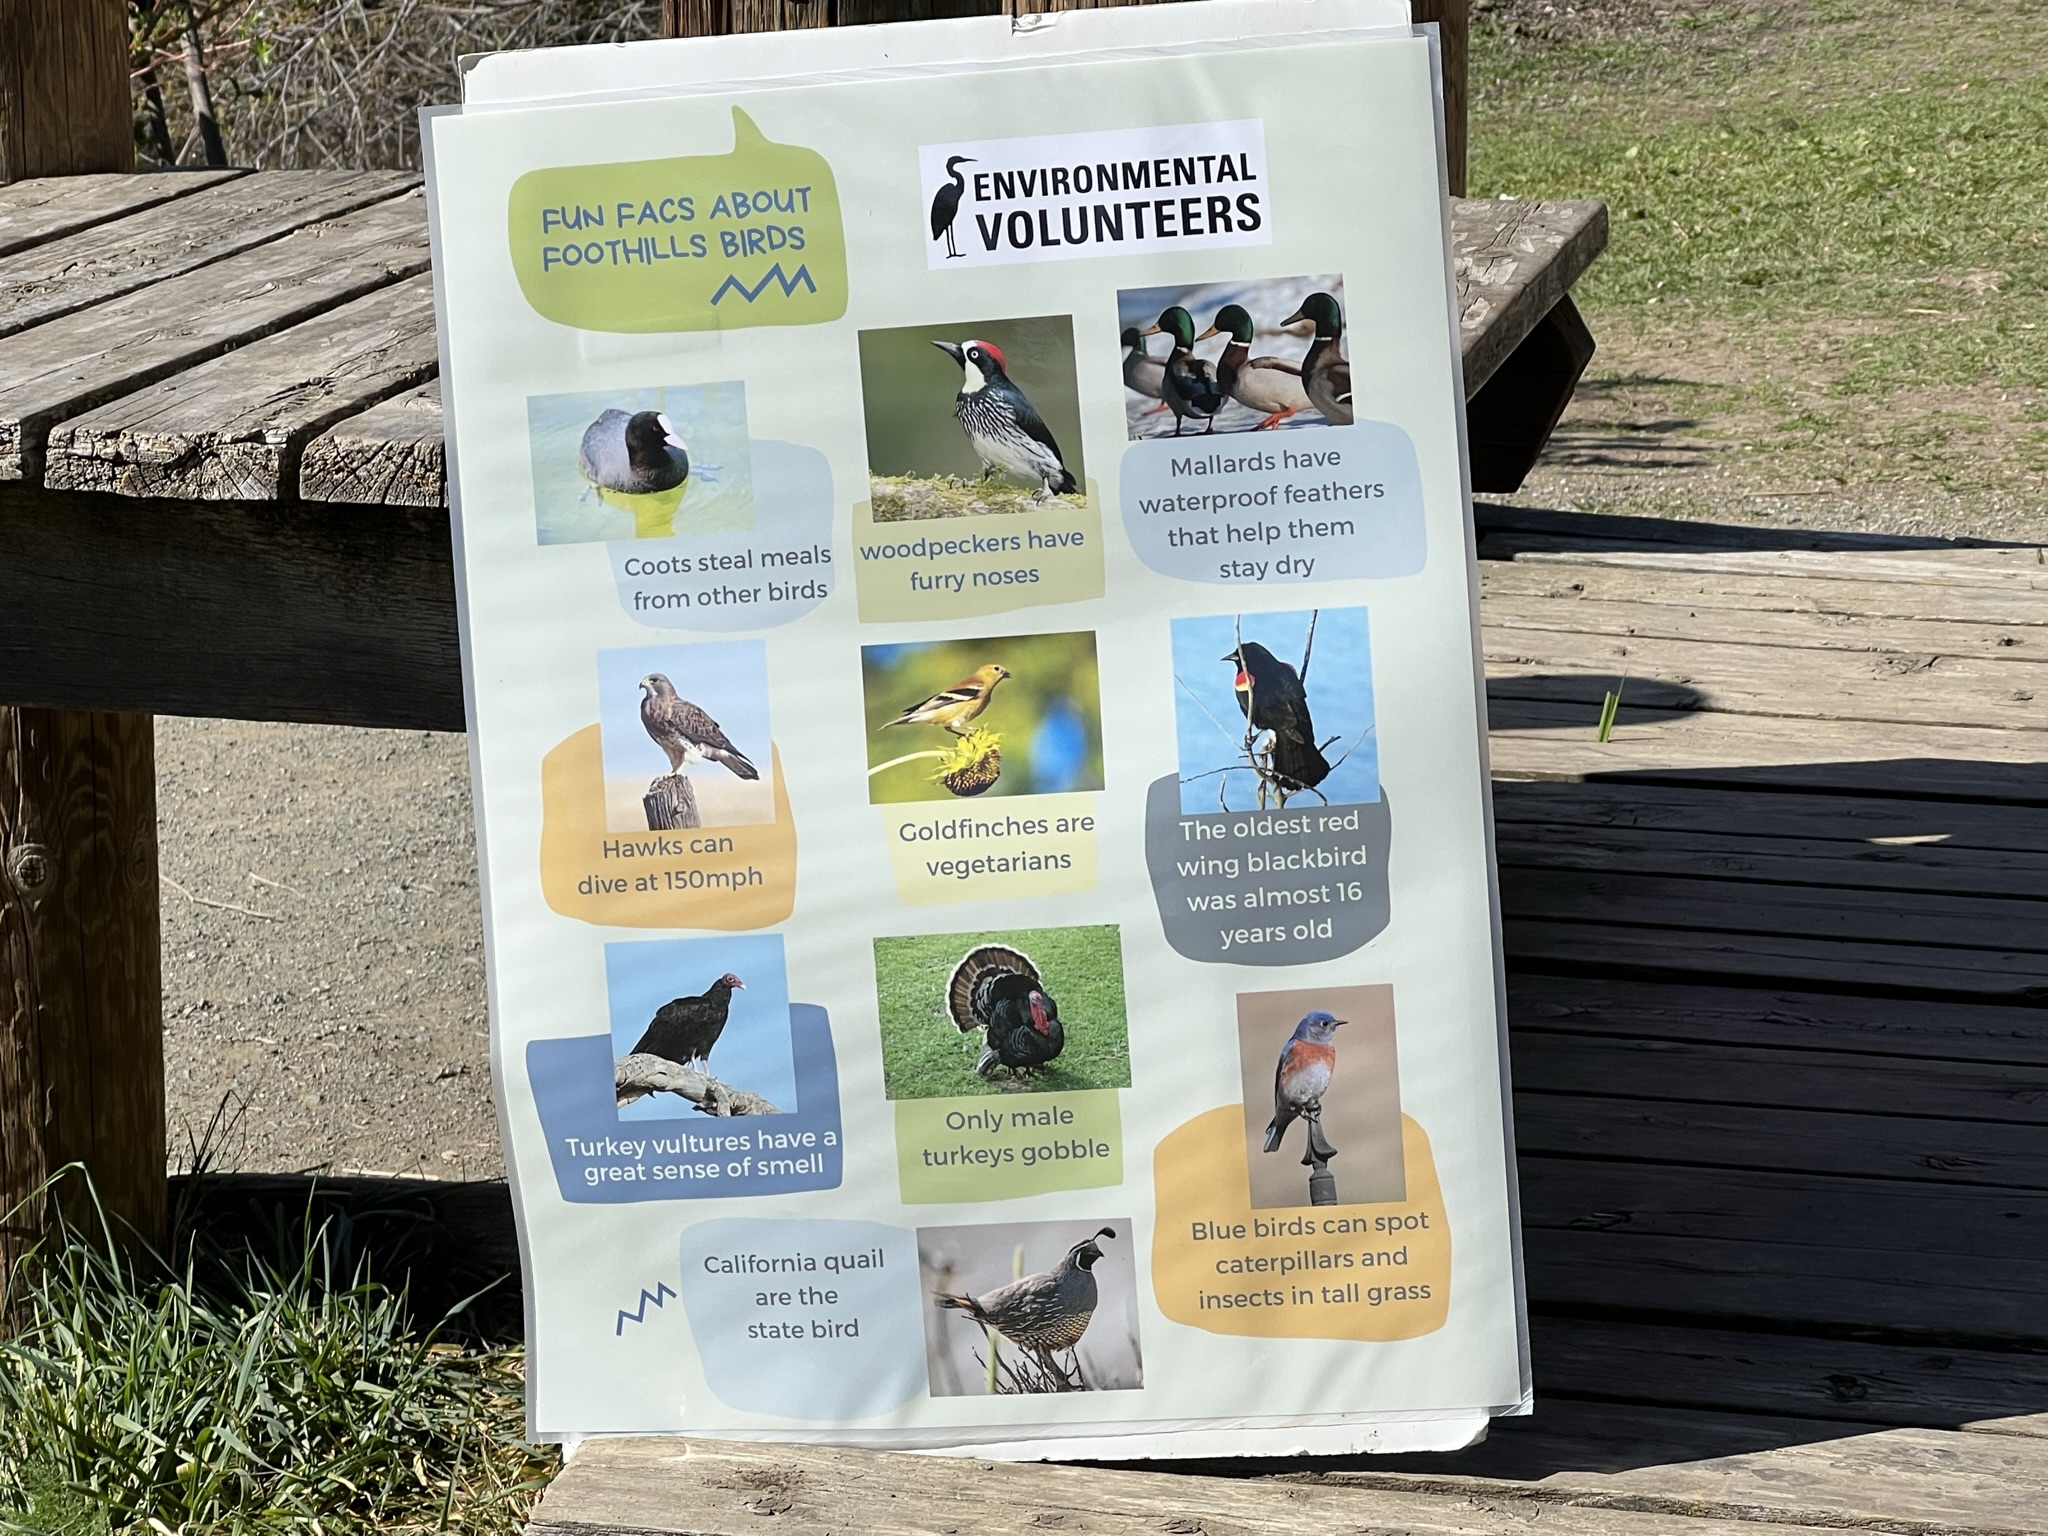 FUN FACS ABOUT
FOOTHILLS BIRDS
ENVIRONMENTAL
VOLUNTEERS
Coots steal meals
from other birds
woodpeckers have
furry noses
Mallards have
waterproof feathers
that help them
stay dry
Hawks can
dive at 150mph
Goldfinches are
vegetarians
The oldest red
wing blackbird
was almost 16
years old
Turkey vultures have a
great sense of smell
Only male
turkeys gobble
Blue birds can spot
caterpillars and
insects in tall grass
California quail
are the
state bird